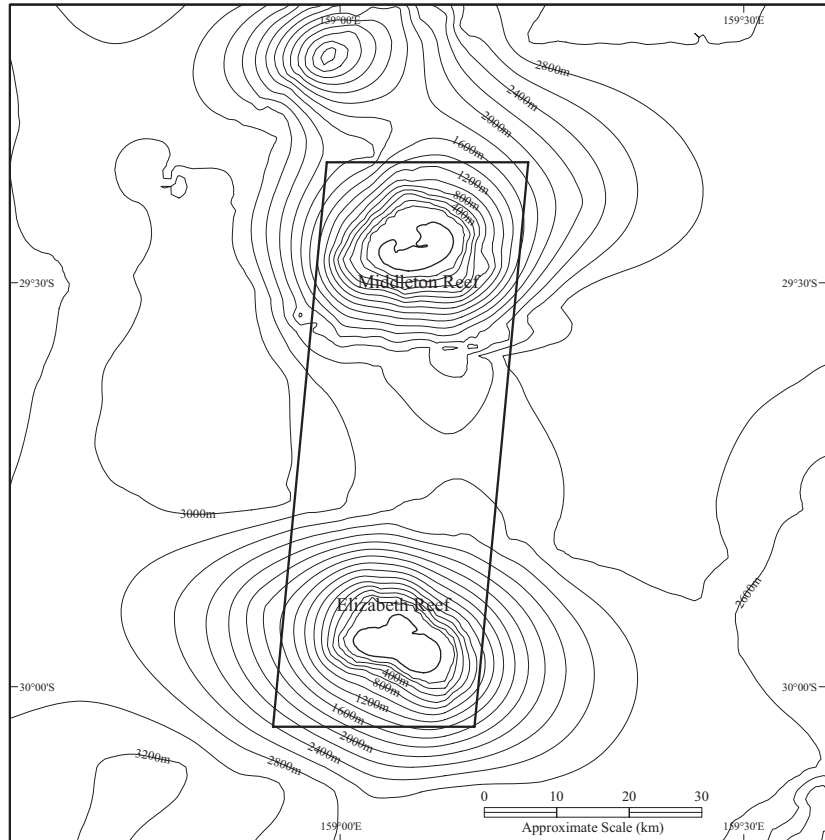 159°00'E
159°30'E
2800m
2400m
2000m
1600m
1200m
800m
400m
29°30'S
29°30'S
Middleton Reef
3000m
2600m
Elizabeth Reef
30°00'S
30°00'S
400m
800m
1200m
1600m
2000m
2400m
2800m
3200m
0 10 20 30
Approximate Scale (km)
159°00'E
159°30'E